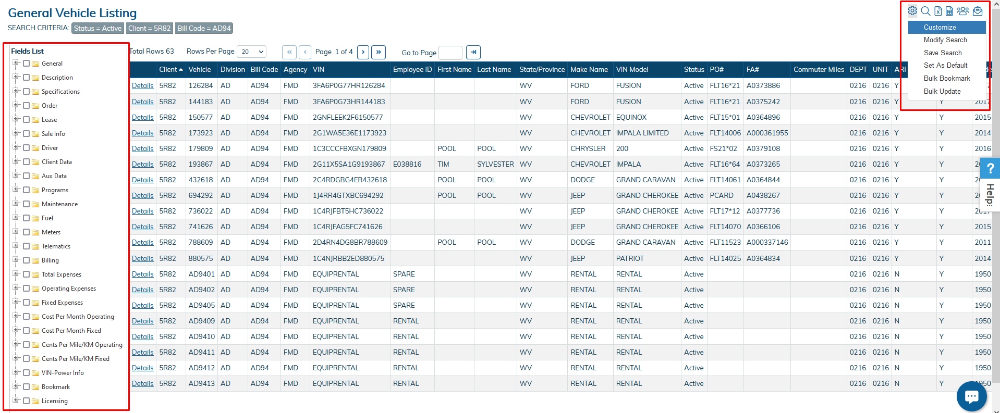 General Vehicle Listing
SEARCH CRITERIA: Status = Active Client = 5R82 Bill Code = AD94
Customize
Modify Search
Save Search
Set As Default
Bulk Bookmark
Bulk Update
Fields List
General
Description
Specifications
Order
Lease
Sale Info
Driver
Client Data
Aux Data
Programs
Maintenance
Fuel
Meters
Telematics
Billing
Total Expenses
Operating Expenses
Fixed Expenses
Cost Per Month Operating
Cost Per Month Fixed
Cents Per Mile/KM Operating
Cents Per Mile/KM Fixed
VIN-Power Info
Bookmark
Licensing
Total Rows 63 Rows Per Page 20 Page 1 of 4 Go to Page
Client Vehicle Division Bill Code Agency VIN Employee ID First Name Last Name State/Province Make Name VIN Model Status PO# FA# Commuter Miles DEPT UNIT ARI
Details 5R82 126284 AD AD94 FMD 3FA6P0G77HR126284 WV FORD FUSION Active FLT16*21 A0373886 0216 0216 Y
Details 5R82 144183 AD AD94 FMD 3FA6P0G73HR144183 WV FORD FUSION Active FLT16*21 A0375242 0216 0216 Y Y 2017
Details 5R82 150577 AD AD94 FMD 2GNFLEEK2F6150577 WV CHEVROLET EQUINOX Active FLT15*01 A0364896 0216 0216 Y Y 2015
Details 5R82 173923 AD AD94 FMD 2G1WA5E36E1173923 WV CHEVROLET IMPALA LIMITED Active FLT14006 A000361955 0216 0216 Y Y 2014
Details 5R82 179809 AD AD94 FMD 1C3CCCFBXGN179809 POOL POOL WV CHRYSLER 200 Active FS21*02 A0379108 0216 0216 Y Y 2016
Details 5R82 193867 AD AD94 FMD 2G11X5SA1G9193867 E038816 TIM SYLVESTER WV CHEVROLET IMPALA Active FLT16*64 A0373265 0216 0216 Y Y
Details 5R82 432618 AD AD94 FMD 2C4RDGBG4ER432618 POOL POOL WV DODGE GRAND CARAVAN Active FLT14061 A0364844 0216 0216 Y Y
Details 5R82 694292 AD AD94 FMD 1J4RR4GTXBC694292 POOL POOL WV JEEP GRAND CHEROKEE Active PCARD A0438267 0216 0216 Y Y
Details 5R82 736022 AD AD94 FMD 1C4RJFBT5HC736022 WV JEEP GRAND CHEROKEE Active FLT17*12 A0377736 0216 0216 Y Y 2017
Details 5R82 741626 AD AD94 FMD 1C4RJFAG5FC741626 WV JEEP GRAND CHEROKEE Active FLT14070 A0366106 0216 0216 Y Y 2015
Details 5R82 788609 AD AD94 FMD 2D4RN4DG8BR788609 POOL POOL WV DODGE GRAND CARAVAN Active FLT11523 A000337146 0216 0216 Y Y 2011
Details 5R82 880575 AD AD94 FMD 1C4NJRBB2ED880575 WV JEEP PATRIOT Active FLT14025 A0364834 0216 0216 Y Y 2014
Details 5R82 AD9401 AD AD94 FMD EQUIPRENTAL SPARE WV RENTAL RENTAL Active 0216 0216 N Y 1950
Details 5R82 AD9402 AD AD94 FMD EQUIPRENTAL SPARE WV RENTAL RENTAL Active 0216 0216 N Y 1950
Details 5R82 AD9405 AD AD94 FMD EQUIPRENTAL SPARE WV RENTAL RENTAL Active 0216 0216 N Y 1950
Details 5R82 AD9409 AD AD94 FMD EQUIPRENTAL RENTAL WV RENTAL RENTAL Active 0216 0216 N Y 1950
Details 5R82 AD9410 AD AD94 FMD EQUIPRENTAL RENTAL WV RENTAL RENTAL Active 0216 0216 N Y 1950
Details 5R82 AD9411 AD AD94 FMD EQUIPRENTAL RENTAL WV RENTAL RENTAL Active 0216 0216 N Y 1950
Details 5R82 AD9412 AD AD94 FMD EQUIPRENTAL RENTAL WV RENTAL RENTAL Active 0216 0216 N Y 1950
Details 5R82 AD9413 AD AD94 FMD EQUIPRENTAL RENTAL WV RENTAL RENTAL Active 0216 0216 N Y 1950
? Help